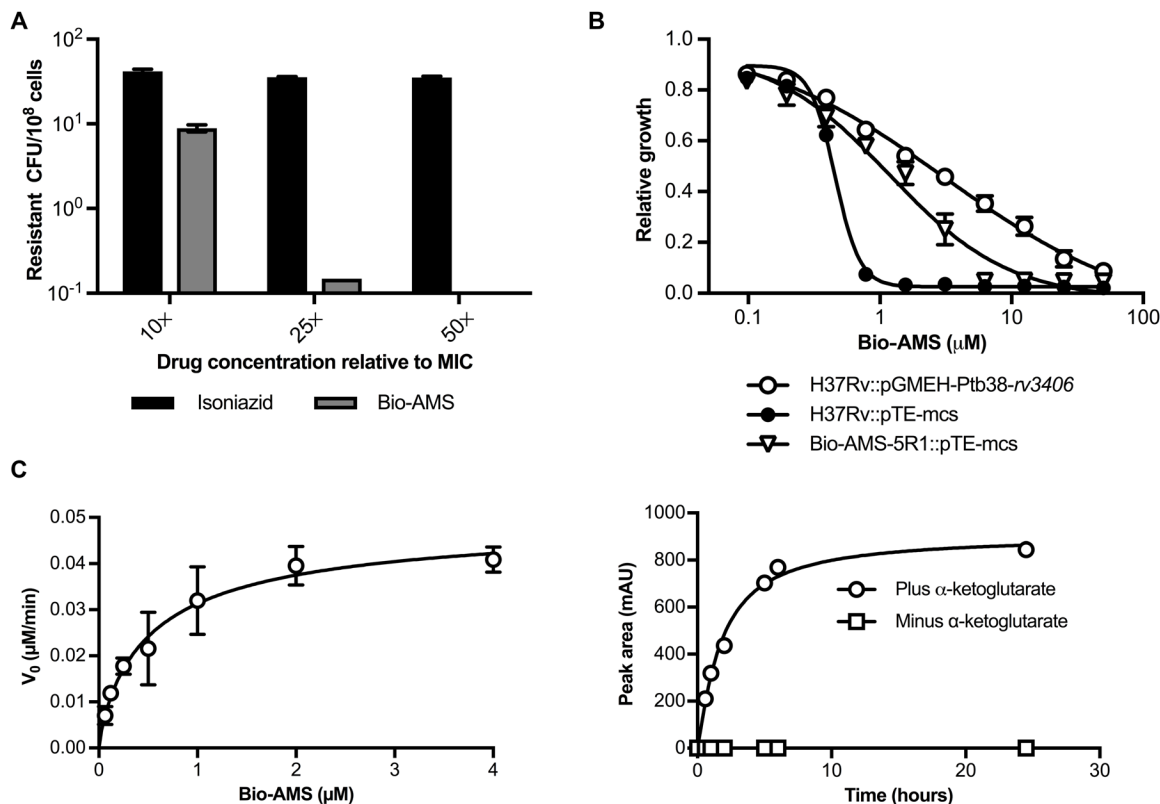 A
Resistant CFU/10⁸ cells
10²
10¹
10⁰
10⁻¹
10×
25×
50×
Drug concentration relative to MIC
Isoniazid
Bio-AMS
B
Relative growth
1.0
0.8
0.6
0.4
0.2
0.0
0.1
1
10
100
Bio-AMS (µM)
H37Rv::pGMEH-Ptb38-rv3406
H37Rv::pTE-mcs
Bio-AMS-5R1::pTE-mcs
C
V₀ (µM/min)
0.05
0.04
0.03
0.02
0.01
0.00
0
1
2
4
Bio-AMS (µM)
Peak area (mAU)
1000
800
600
400
200
0
0
10
20
30
Time (hours)
Plus α-ketoglutarate
Minus α-ketoglutarate